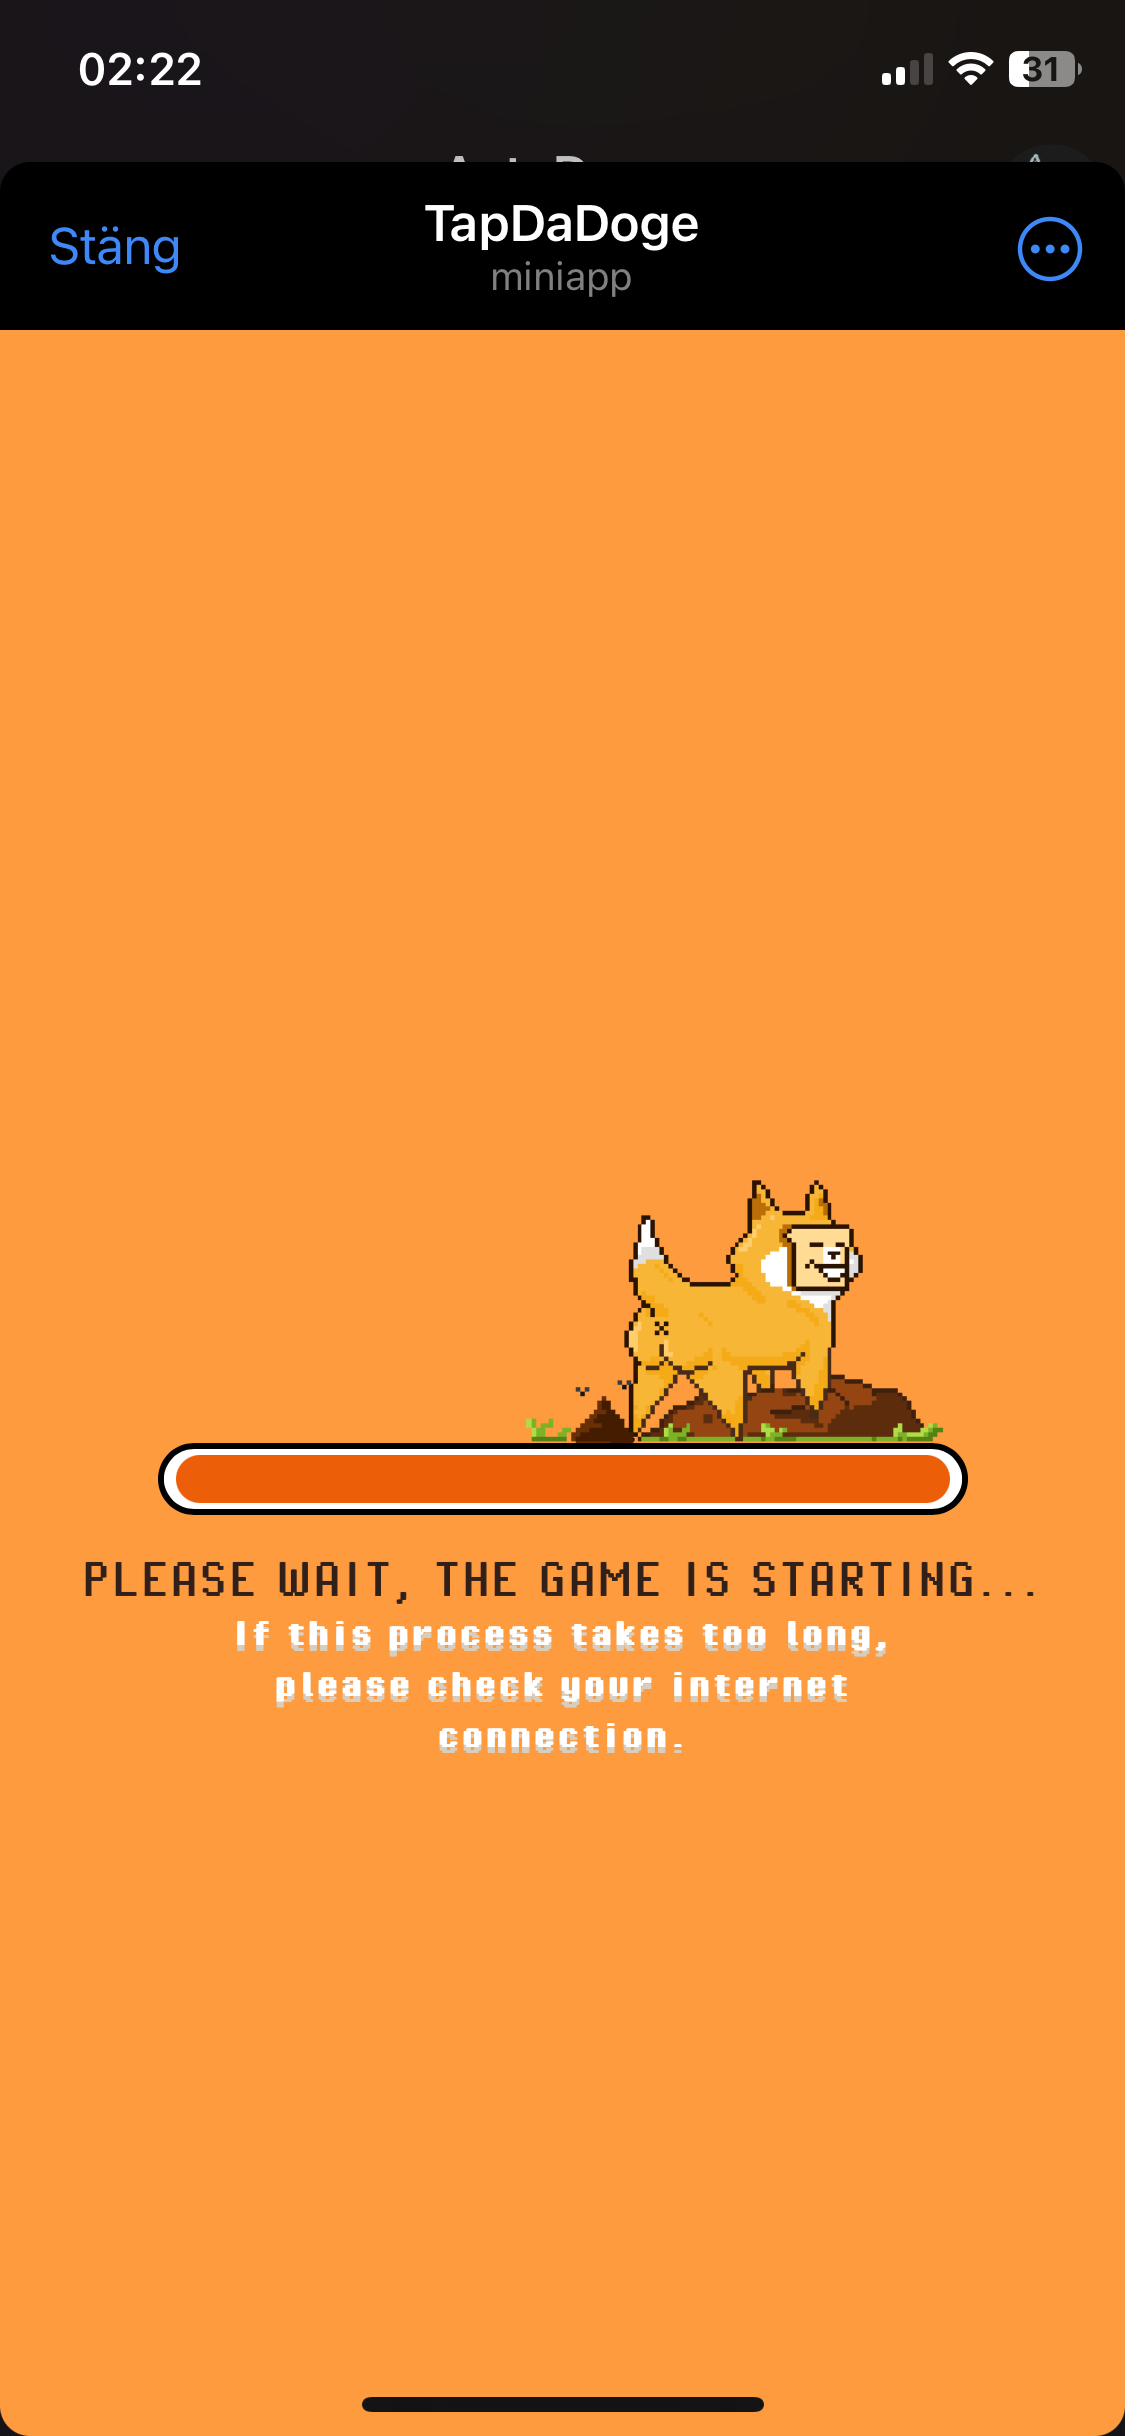 02:22
31
Stäng
TapDaDoge
miniapp
PLEASE WAIT, THE GAME IS STARTING...
If this process takes too long,
please check your internet
connection.